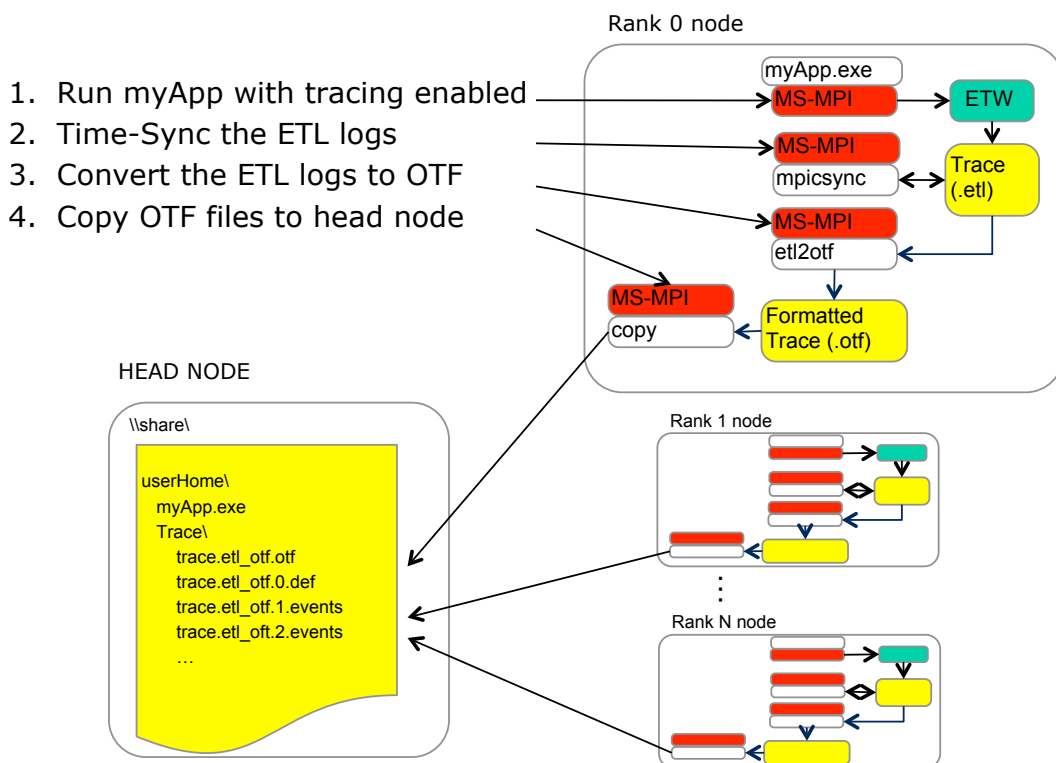 Rank 0 node
1. Run myApp with tracing enabled
2. Time-Sync the ETL logs
3. Convert the ETL logs to OTF
4. Copy OTF files to head node
myApp.exe
MS-MPI
ETW
MS-MPI
mpicsync
Trace
(.etl)
MS-MPI
etl2otf
MS-MPI
copy
Formatted
Trace (.otf)
HEAD NODE
\\share\
userHome\
myApp.exe
Trace\
trace.etl_otf.otf
trace.etl_otf.0.def
trace.etl_otf.1.events
trace.etl_oft.2.events
…
Rank 1 node
⋮
Rank N node